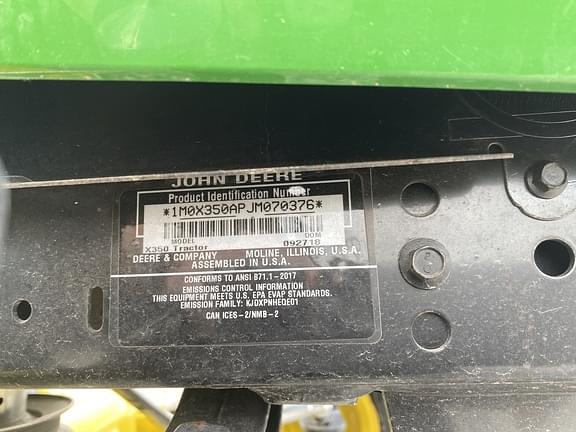 JOHN DEERE
Product Identification Number
*1M0X350APJM070376*
MODEL DOM
X350 Tractor 092718
DEERE & COMPANY MOLINE, ILLINOIS, U.S.A.
ASSEMBLED IN U.S.A.
CONFORMS TO ANSI B71.1-2017
EMISSIONS CONTROL INFORMATION
THIS EQUIPMENT MEETS U.S. EPA EVAP STANDARDS.
EMISSION FAMILY: KJDXPNHEQE01
CAN ICES-2/NMB-2